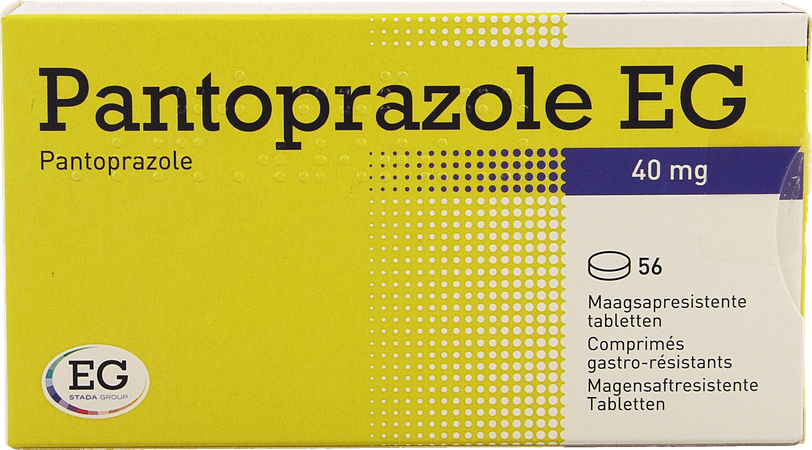 Pantoprazole EG
Pantoprazole
40 mg
56
Maagsapresistente
tabletten
Comprimés
gastro-résistants
Magensaftresistente
Tabletten
EG
STADA GROUP